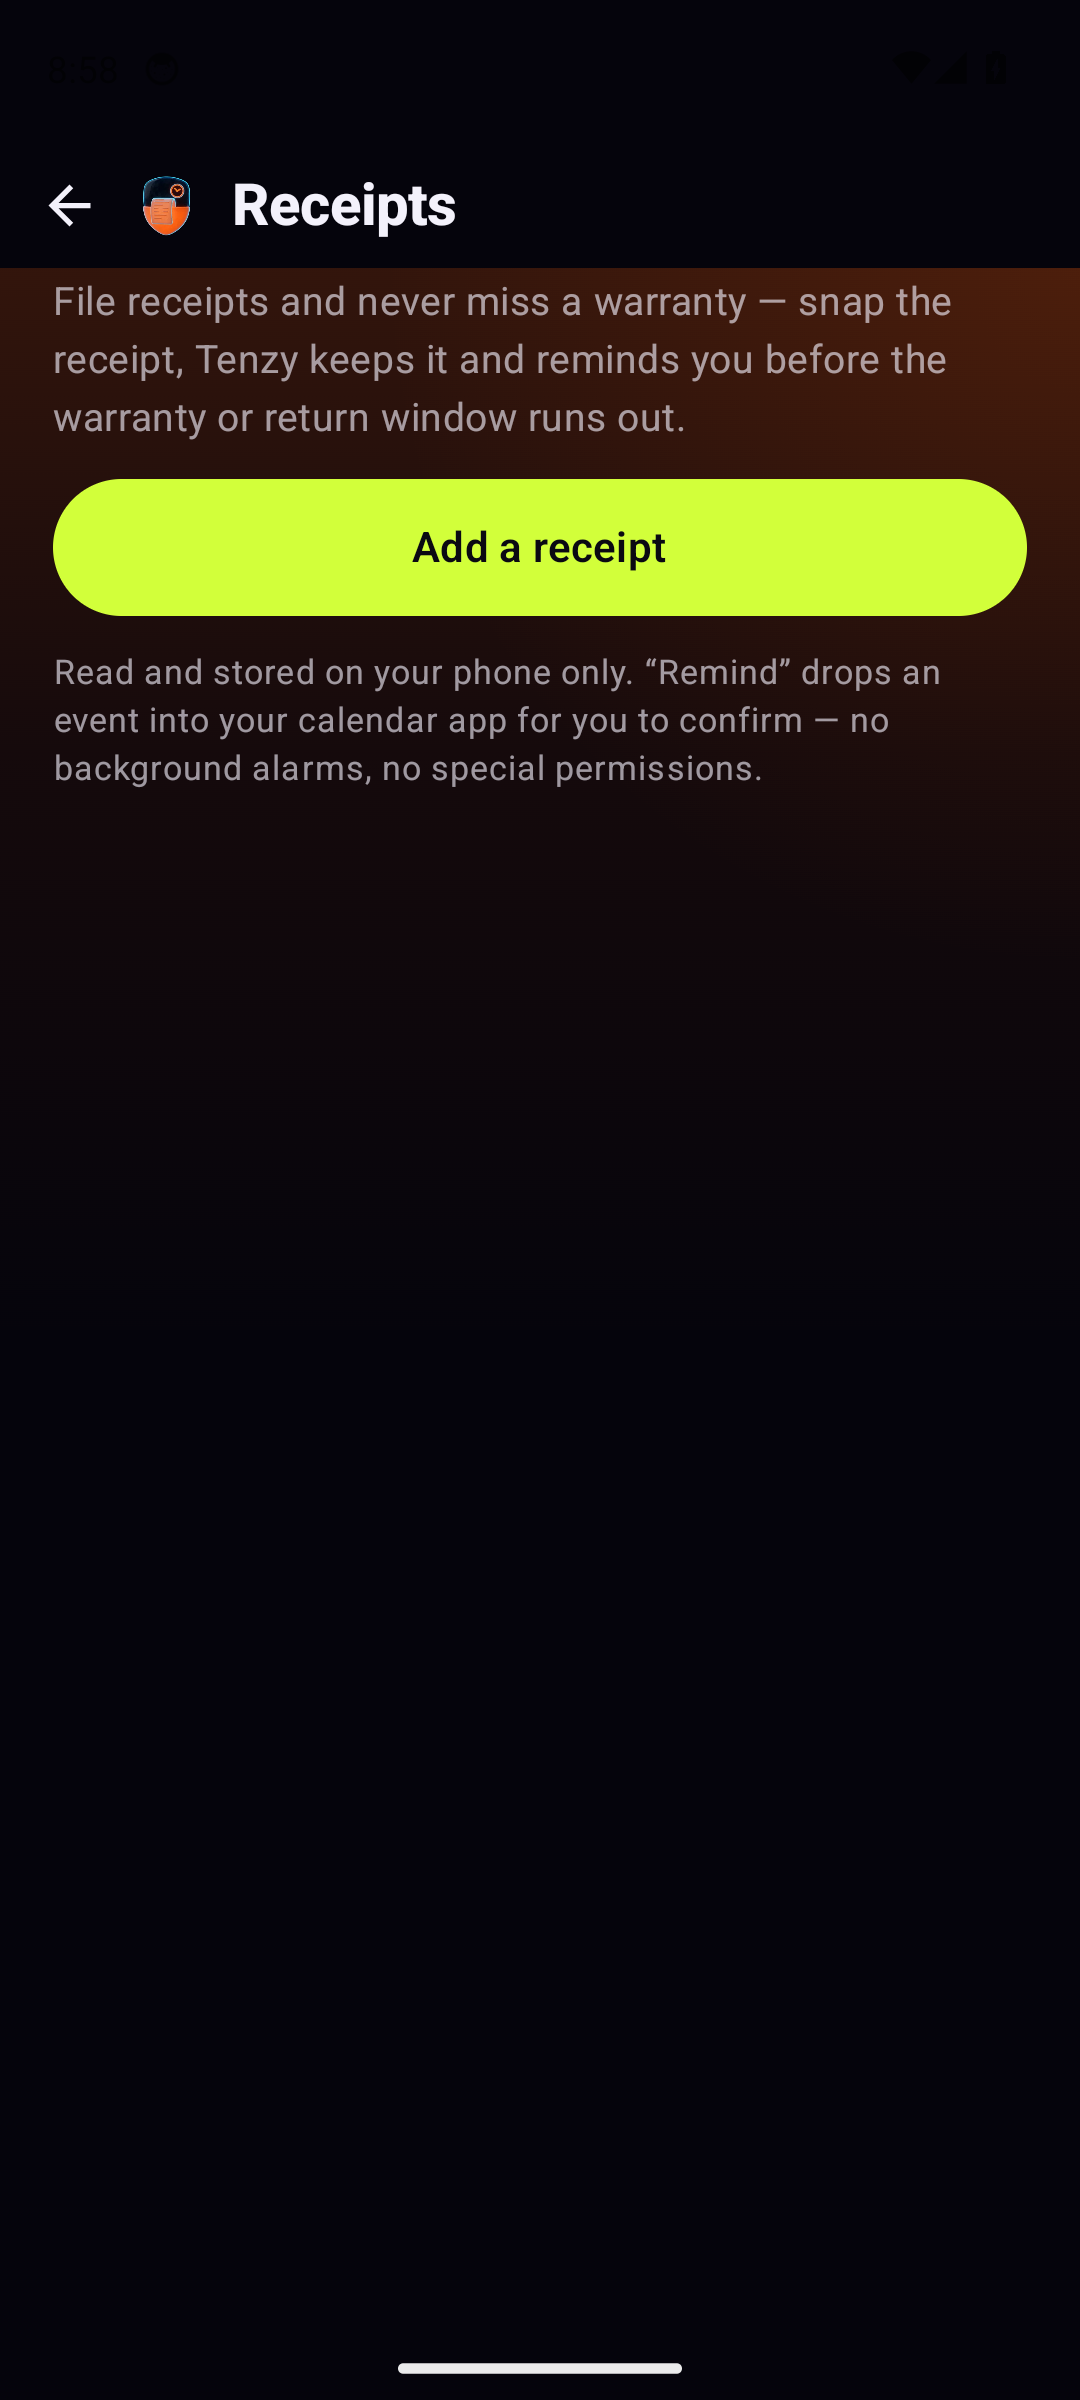 8:58
Receipts
File receipts and never miss a warranty — snap the
receipt, Tenzy keeps it and reminds you before the
warranty or return window runs out.
Add a receipt
Read and stored on your phone only. “Remind” drops an
event into your calendar app for you to confirm — no
background alarms, no special permissions.